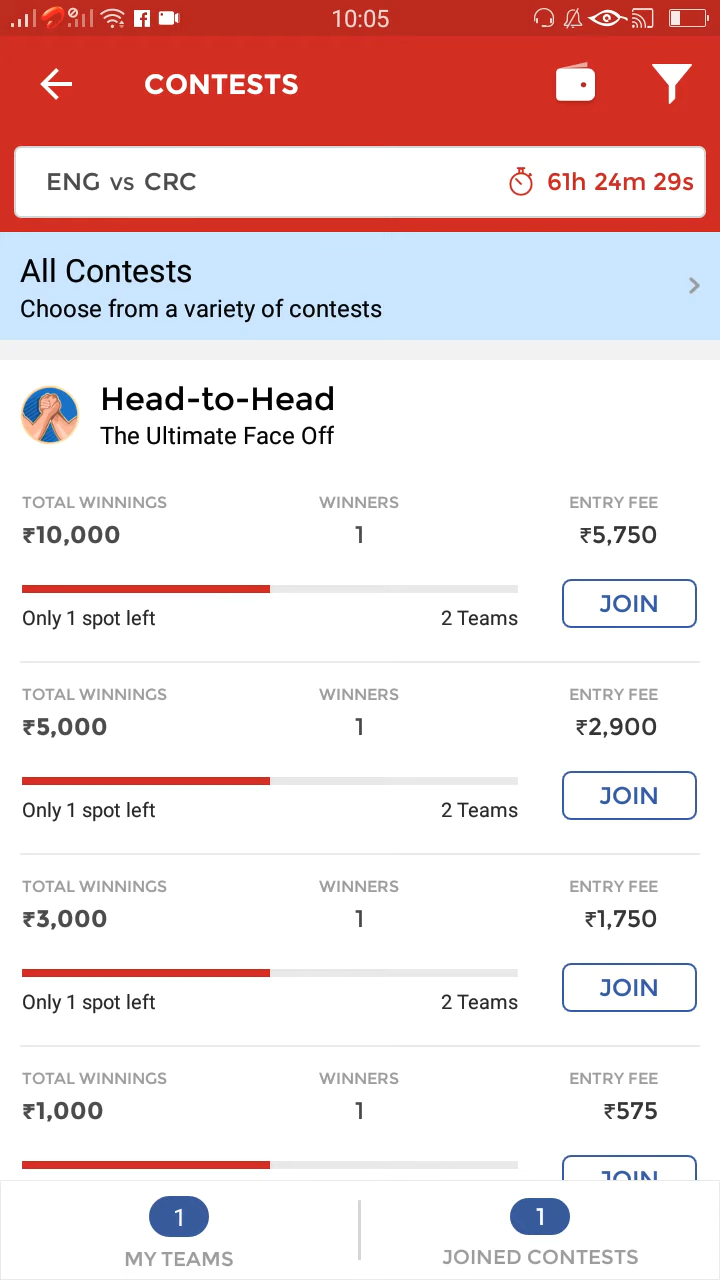 10:05
CONTESTS
ENG vs CRC 61h 24m 29s
All Contests
Choose from a variety of contests
Head-to-Head
The Ultimate Face Off
TOTAL WINNINGS WINNERS ENTRY FEE
₹10,000 1 ₹5,750
JOIN
Only 1 spot left 2 Teams
TOTAL WINNINGS WINNERS ENTRY FEE
₹5,000 1 ₹2,900
JOIN
Only 1 spot left 2 Teams
TOTAL WINNINGS WINNERS ENTRY FEE
₹3,000 1 ₹1,750
JOIN
Only 1 spot left 2 Teams
TOTAL WINNINGS WINNERS ENTRY FEE
₹1,000 1 ₹575
JOIN
1 1
MY TEAMS JOINED CONTESTS